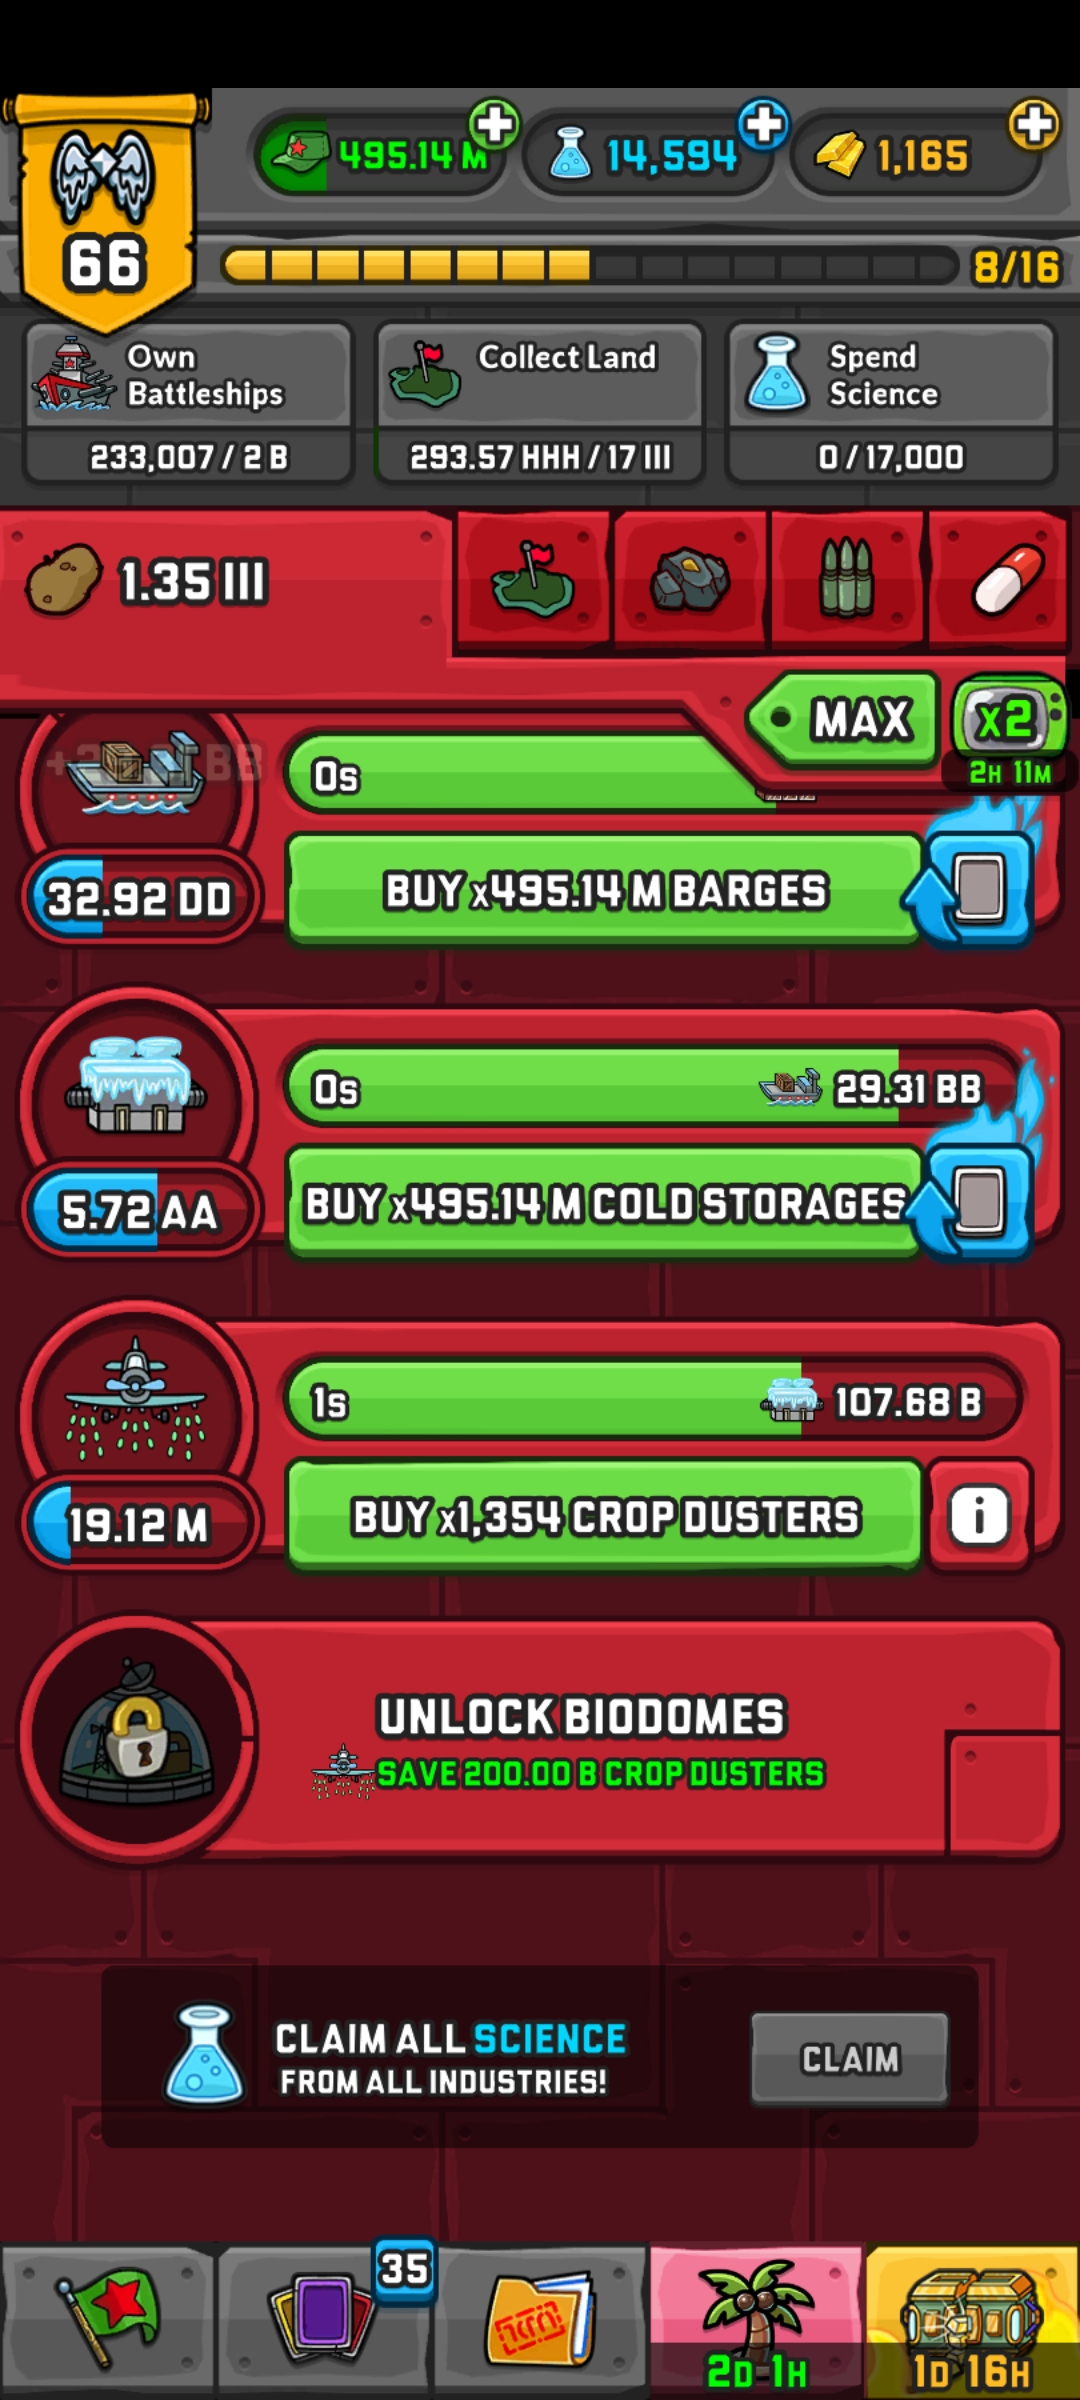 495.14 M
14,594
1,165
66
8/16
Own
Battleships
233,007 / 2 B
Collect Land
293.57 HHH / 17 III
Spend
Science
0 / 17,000
1.35 III
MAX
x2
2H 11M
0s
32.92 DD
BUY x495.14 M BARGES
0s
29.31 BB
5.72 AA
BUY x495.14 M COLD STORAGES
1s
107.68 B
19.12 M
BUY x1,354 CROP DUSTERS
i
UNLOCK BIODOMES
SAVE 200.00 B CROP DUSTERS
CLAIM ALL SCIENCE
FROM ALL INDUSTRIES!
CLAIM
35
2D 1H
1D 16H